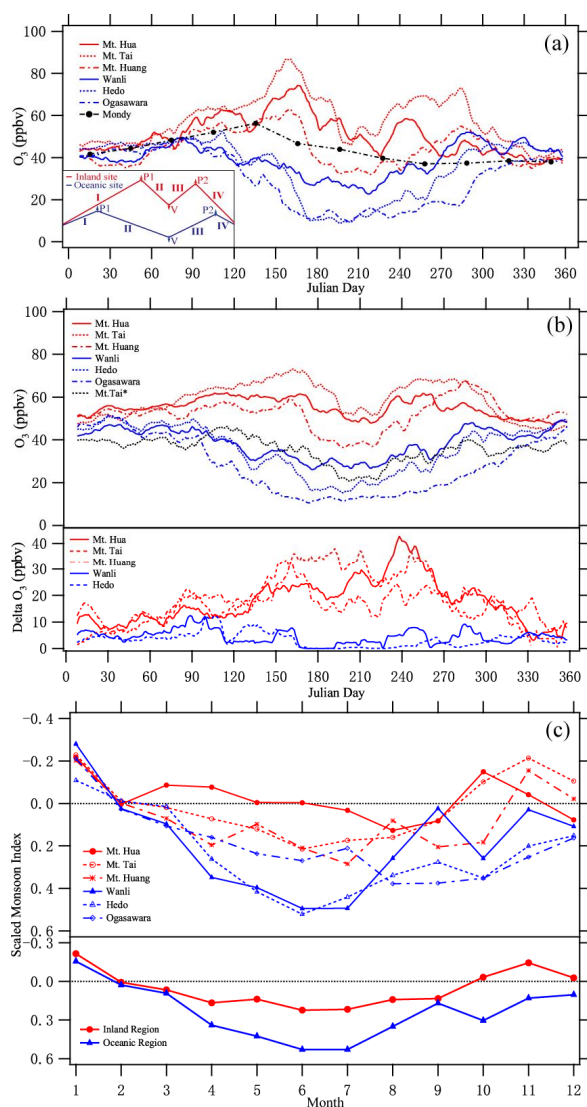 (a)
100
80
60
40
20
0
O₃ (ppbv)
Mt. Hua
Mt. Tai
Mt. Huang
Wanli
Hedo
Ogasawara
Mondy
Inland site
Oceanic site
P1
P2
I
II
III
IV
V
P1
P2
I
II
III
IV
V
0 30 60 90 120 150 180 210 240 270 300 330 360
Julian Day
(b)
100
80
60
40
20
0
O₃ (ppbv)
Mt. Hua
Mt. Tai
Mt. Huang
Wanli
Hedo
Ogasawara
Mt.Tai*
40
30
20
10
0
Delta O₃ (ppbv)
Mt. Hua
Mt. Tai
Mt. Huang
Wanli
Hedo
0 30 60 90 120 150 180 210 240 270 300 330 360
Julian Day
(c)
-0.4
-0.2
0.0
0.2
0.4
0.6
Scaled Monsoon Index
Mt. Hua
Mt. Tai
Mt. Huang
Wanli
Hedo
Ogasawara
-0.3
0.0
0.3
0.6
Inland Region
Oceanic Region
1 2 3 4 5 6 7 8 9 10 11 12
Month